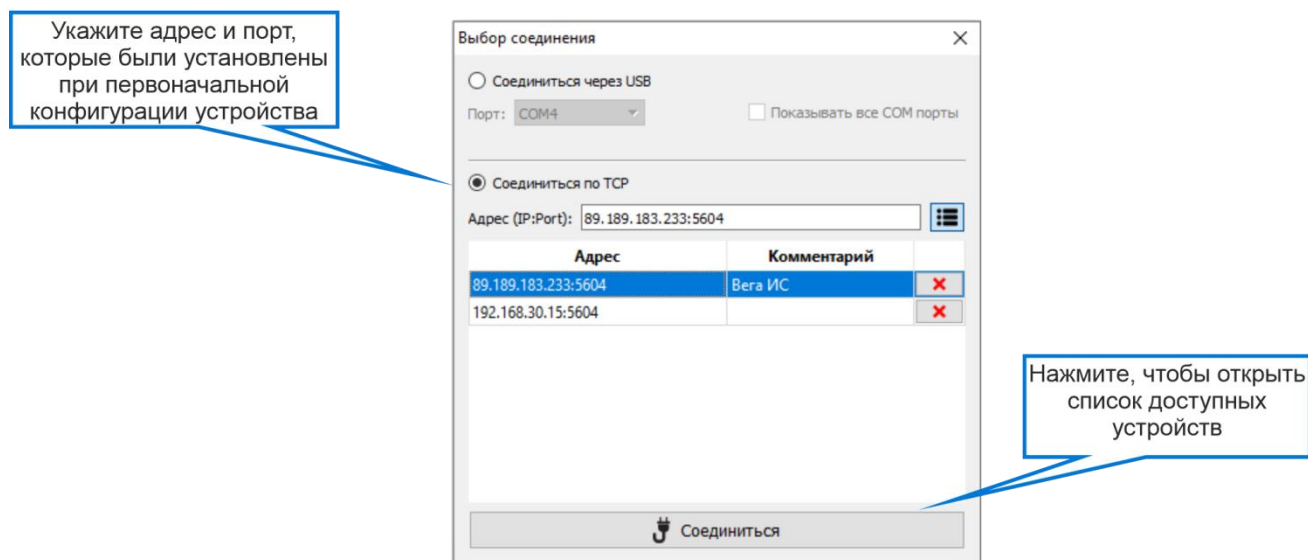 Укажите адрес и порт,
которые были установлены
при первоначальной
конфигурации устройства
Выбор соединения
Соединиться через USB
Порт: COM4 Показывать все COM порты
Соединиться по TCP
Адрес (IP:Port): 89.189.183.233:5604
Адрес Комментарий
89.189.183.233:5604 Вега ИС
192.168.30.15:5604
Нажмите, чтобы открыть
список доступных
устройств
Соединиться